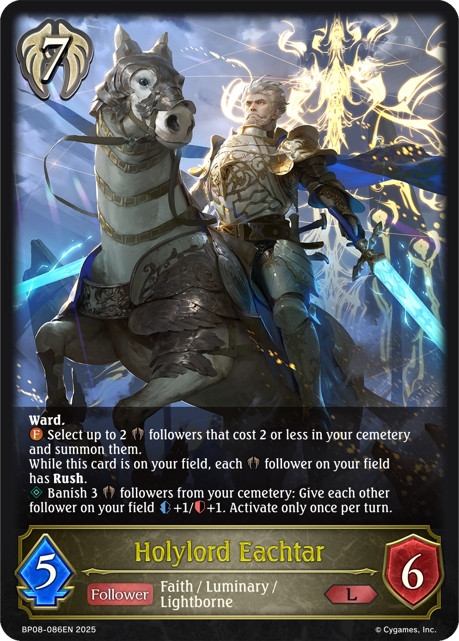 7
Ward.
F Select up to 2 followers that cost 2 or less in your cemetery
and summon them.
While this card is on your field, each follower on your field
has Rush.
Banish 3 followers from your cemetery: Give each other
follower on your field +1/+1. Activate only once per turn.
Holylord Eachtar
5
Follower
Faith / Luminary /
Lightborne
L
6
BP08-086EN 2025
© Cygames, Inc.